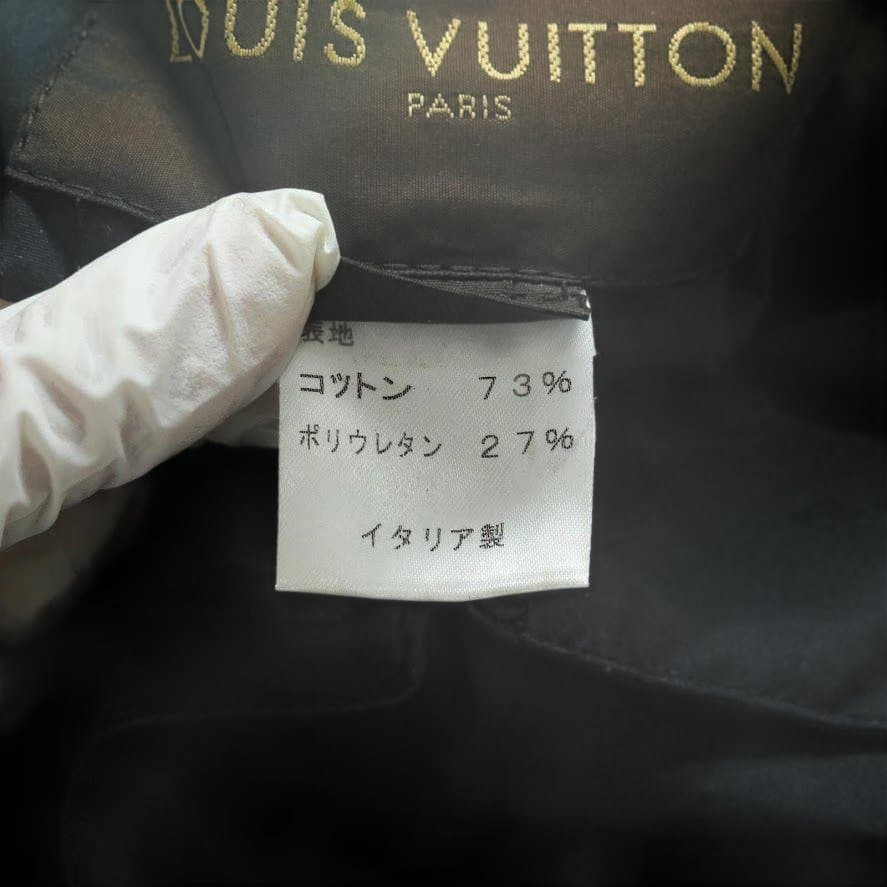 LOUIS VUITTON
PARIS
表地
コットン 73%
ポリウレタン 27%
イタリア製